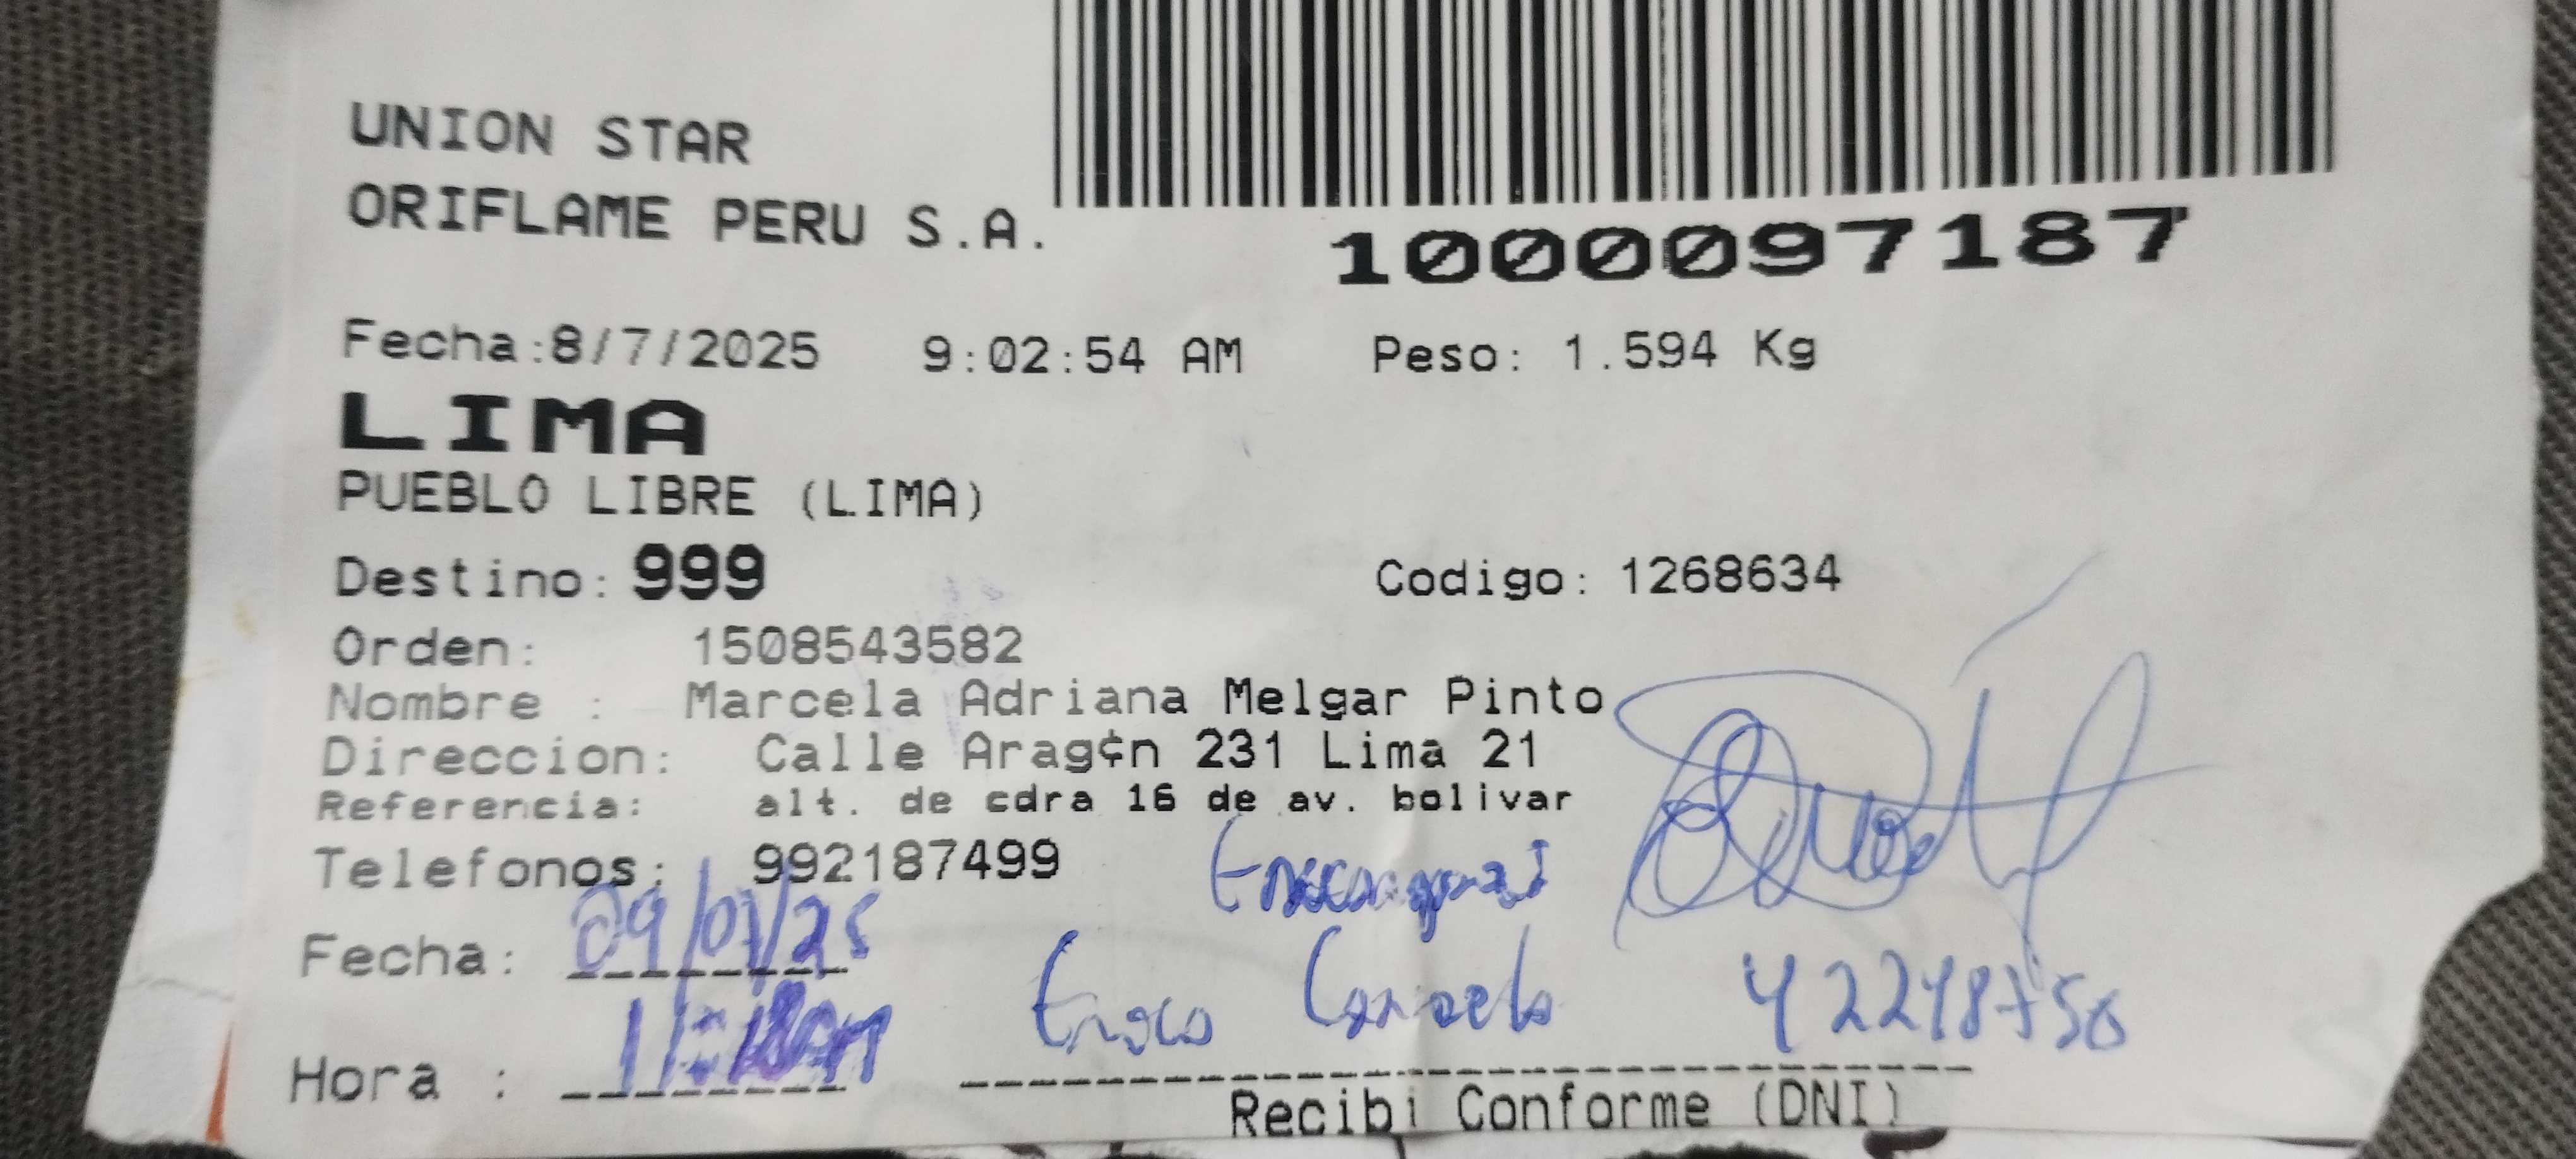 UNION STAR
ORIFLAME PERU S.A.
1000097187
Fecha:8/7/2025 9:02:54 AM Peso: 1.594 Kg
LIMA
PUEBLO LIBRE (LIMA)
Destino: 999 Codigo: 1268634
Orden: 1508543582
Nombre : Marcela Adriana Melgar Pinto
Direccion: Calle Arag¢n 231 Lima 21
Referencia: alt. de cdra 16 de av. bolivar
Telefonos: 992187499
Fecha: 09/07/25
Hora :
Recibi Conforme (DNI)